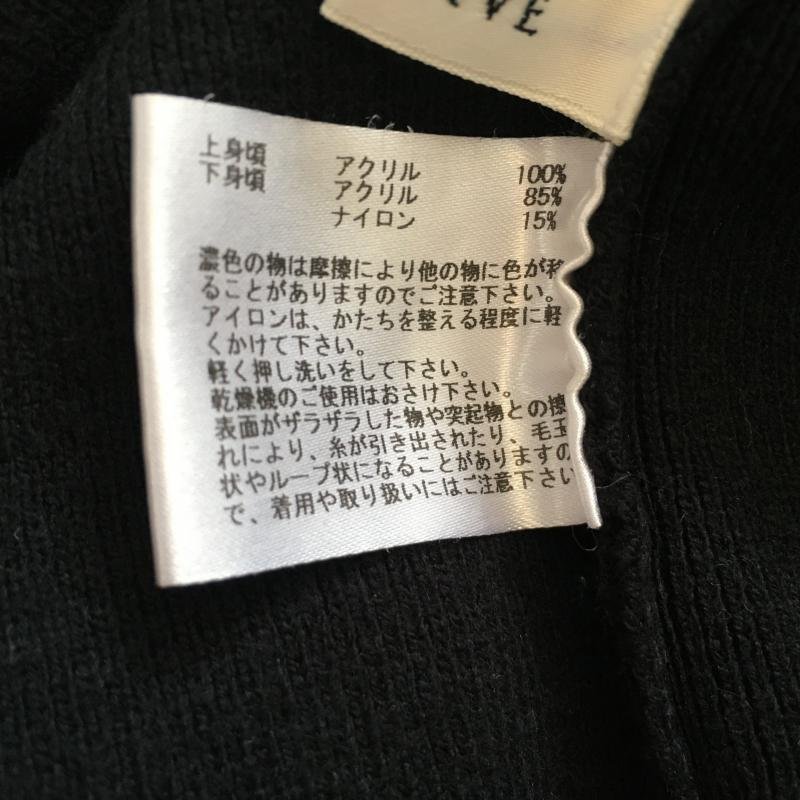 VE
上身頃 アクリル 100%
下身頃 アクリル 85%
ナイロン 15%
濃色の物は摩擦により他の物に色が移
ることがありますのでご注意下さい。
アイロンは、かたちを整える程度に軽
くかけて下さい。
軽く押し洗いをして下さい。
乾燥機のご使用はおさけ下さい。
表面がザラザラした物や突起物との擦
れにより、糸が引き出されたり、毛玉
状やループ状になることがありますの
で、着用や取り扱いにはご注意下さい